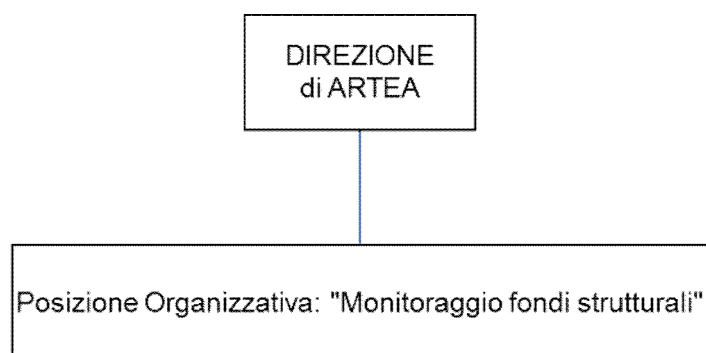 DIREZIONE
di ARTEA
Posizione Organizzativa: "Monitoraggio fondi strutturali"